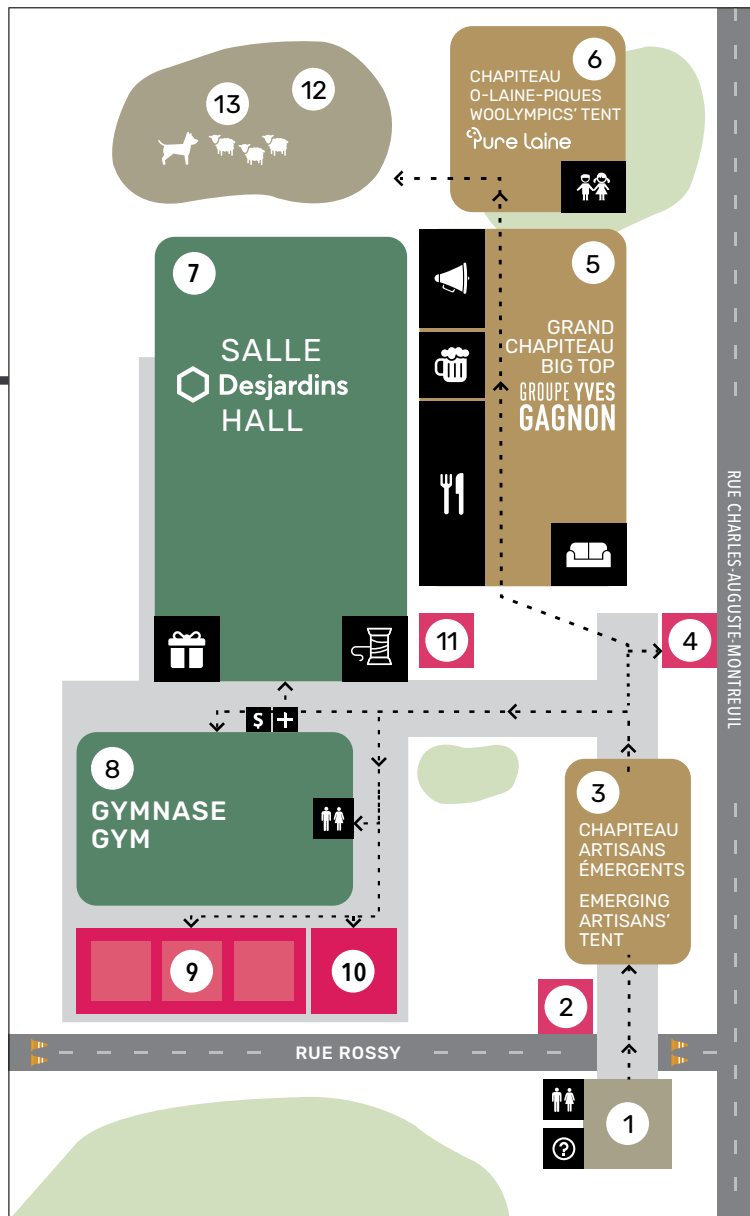 6
CHAPITEAU
O-LAINE-PIQUES
WOOLYMPICS' TENT
Pure laine
13
12
7
SALLE
Desjardins
HALL
5
GRAND
CHAPITEAU
BIG TOP
GROUPE YVES
GAGNON
RUE CHARLES-AUGUSTE-MONTREUIL
11
4
$
8
GYMNASE
GYM
3
CHAPITEAU
ARTISANS
ÉMERGENTS
EMERGING
ARTISANS'
TENT
9
10
2
RUE ROSSY
1
?